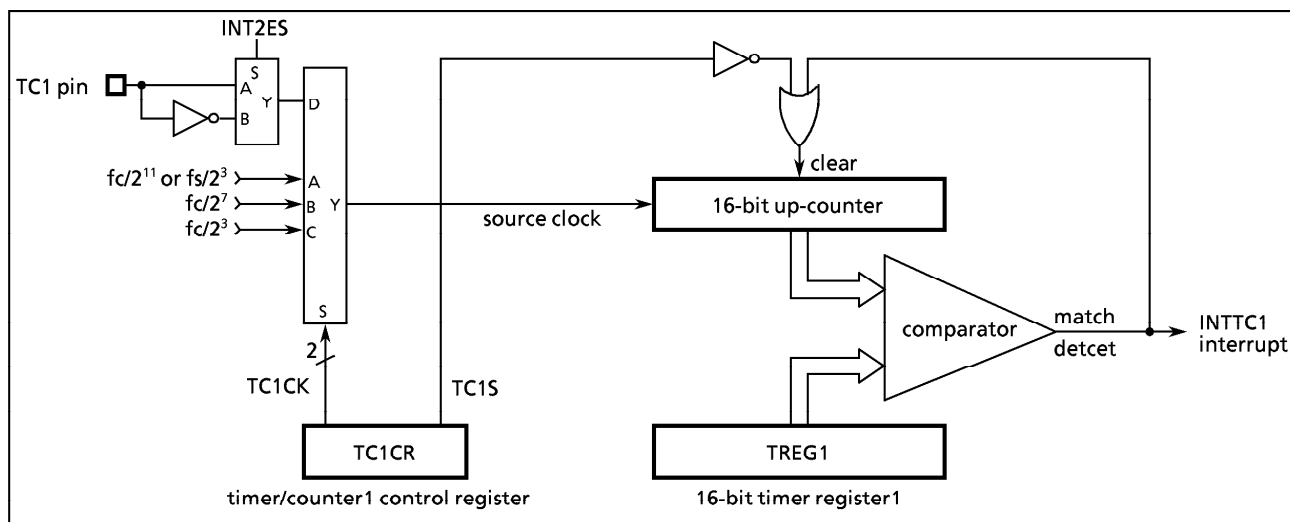 INT2ES
TC1 pin
S
A
Y
B
D
fc/2¹¹ or fs/2³
A
fc/2⁷
B
Y
fc/2³
C
S
2
TC1CK
TC1S
source clock
clear
16-bit up-counter
comparator
match
detcet
INTTC1
interrupt
TC1CR
TREG1
timer/counter1 control register
16-bit timer register1